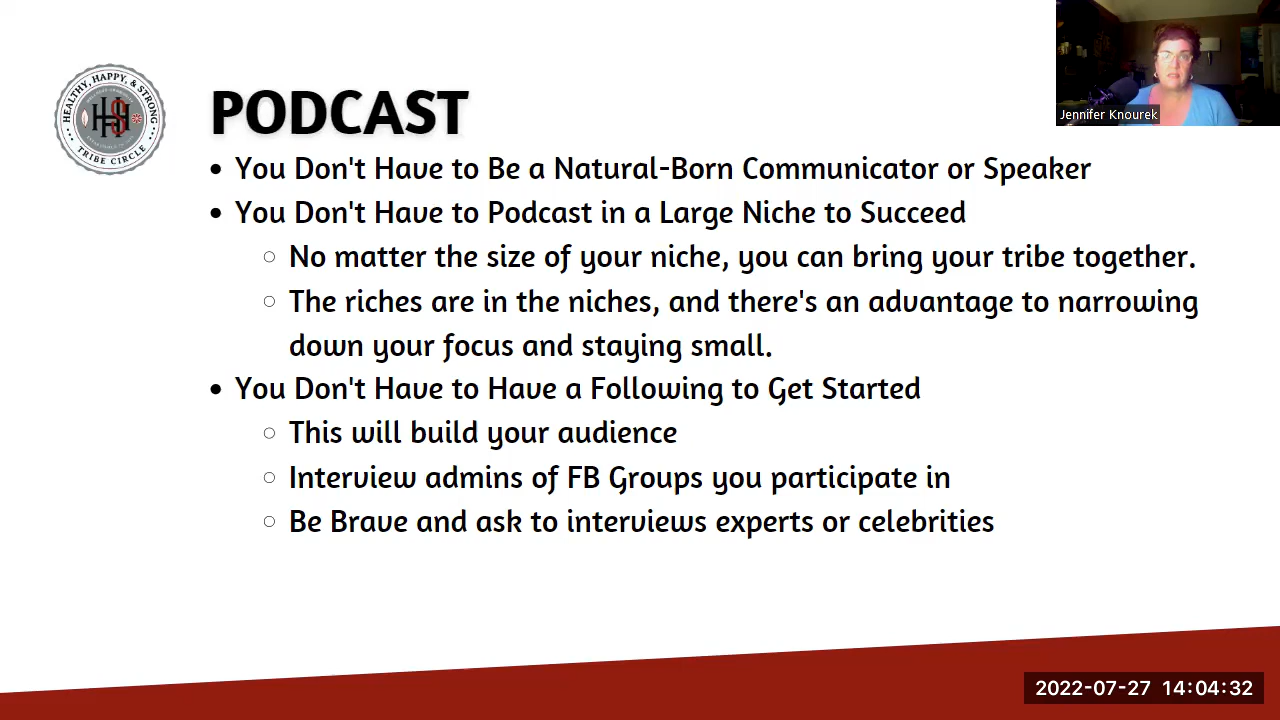 HEALTHY, HAPPY, & STRONG
HHS
TRIBE CIRCLE
Jennifer Knourek
PODCAST
You Don't Have to Be a Natural-Born Communicator or Speaker
You Don't Have to Podcast in a Large Niche to Succeed
No matter the size of your niche, you can bring your tribe together.
The riches are in the niches, and there's an advantage to narrowing
down your focus and staying small.
You Don't Have to Have a Following to Get Started
This will build your audience
Interview admins of FB Groups you participate in
Be Brave and ask to interviews experts or celebrities
2022-07-27 14:04:32